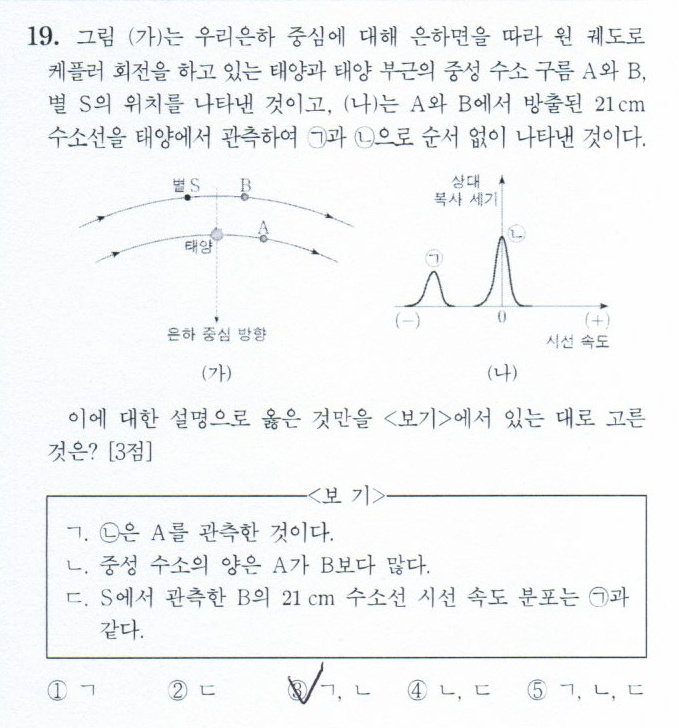 19. 그림 (가)는 우리은하 중심에 대해 은하면을 따라 원 궤도로
케플러 회전을 하고 있는 태양과 태양 부근의 중성 수소 구름 A와 B,
별 S의 위치를 나타낸 것이고, (나)는 A와 B에서 방출된 21cm
수소선을 태양에서 관측하여 ㉠과 ㉡으로 순서 없이 나타낸 것이다.
별 S
B
A
태양
은하 중심 방향
(가)
상대
복사 세기
㉡
㉠
(-)
0
(+)
시선 속도
(나)
이에 대한 설명으로 옳은 것만을 <보기>에서 있는 대로 고른
것은? [3점]
<보 기>
ㄱ. ㉡은 A를 관측한 것이다.
ㄴ. 중성 수소의 양은 A가 B보다 많다.
ㄷ. S에서 관측한 B의 21 cm 수소선 시선 속도 분포는 ㉠과
같다.
① ㄱ ② ㄷ ③ ㄱ, ㄴ ④ ㄴ, ㄷ ⑤ ㄱ, ㄴ, ㄷ